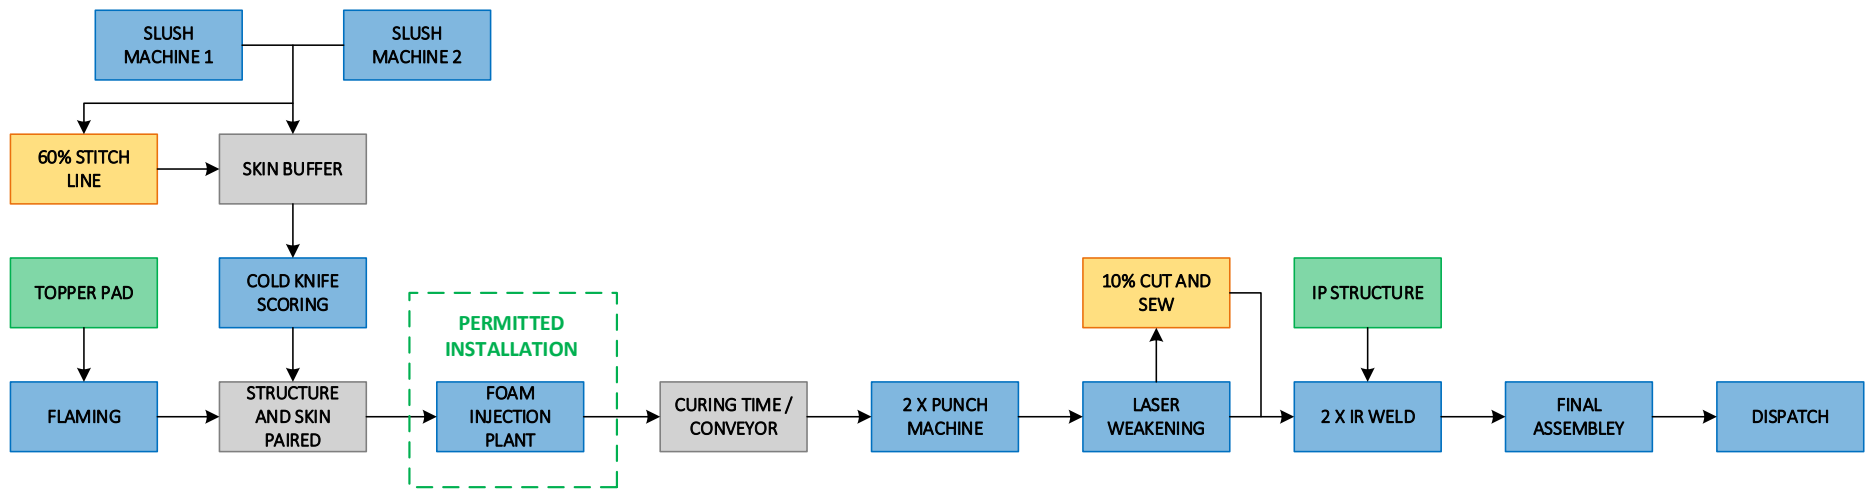 SLUSH
MACHINE 1
SLUSH
MACHINE 2
60% STITCH
LINE
SKIN BUFFER
TOPPER PAD
COLD KNIFE
SCORING
PERMITTED
INSTALLATION
10% CUT AND
SEW
IP STRUCTURE
FLAMING
STRUCTURE
AND SKIN
PAIRED
FOAM
INJECTION
PLANT
CURING TIME /
CONVEYOR
2 X PUNCH
MACHINE
LASER
WEAKENING
2 X IR WELD
FINAL
ASSEMBLEY
DISPATCH